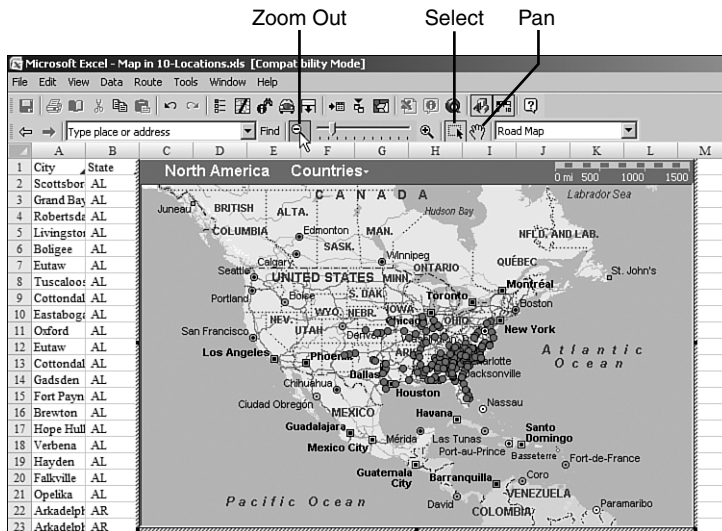 Zoom Out Select Pan
Microsoft Excel - Map in 10-Locations.xls [Compatibility Mode]
File Edit View Data Route Tools Window Help
Type place or address Find Road Map
A B C D E F G H I J K L M
1 City State
2 Scottsbor AL
3 Grand Bay AL
4 Robertsda AL
5 Livingston AL
6 Boligee AL
7 Eutaw AL
8 Tuscaloos AL
9 Cottondal AL
10 Eastaboga AL
11 Oxford AL
12 Eutaw AL
13 Cottondal AL
14 Gadsden AL
15 Fort Payn AL
16 Brewton AL
17 Hope Hull AL
18 Verbena AL
19 Hayden AL
20 Falkville AL
21 Opelika AL
22 Arkadelph AR
23 Arkadelph AR
North America Countries
0 mi 500 1000 1500
CANADA
Labrador Sea
Juneau
BRITISH COLUMBIA
ALTA.
Edmonton
MAN.
Hudson Bay
NFLD. AND LAB.
SASK.
Calgary
Winnipeg
ONTARIO
QUÉBEC
St. John's
Seattle
UNITED STATES
MINN.
Montréal
Portland
Boise
S. DAK.
Toronto
Boston
WYO.
NEBR.
IOWA
Chicago
OHIO
New York
San Francisco
NEV.
UTAH
Denver
Los Angeles
Phoenix
ARK.
Charlotte
Atlantic Ocean
Dallas
Jacksonville
Chihuahua
Houston
Ciudad Obregón
MEXICO
Nassau
Guadalajara
Havana
Mexico City
Mérida
Las Tunas
Santo Domingo
Port-au-Prince
Basseterre
Fort-de-France
Guatemala City
Barranquilla
Coro
VENEZUELA
Pacific Ocean
David
COLOMBIA
Paramaribo